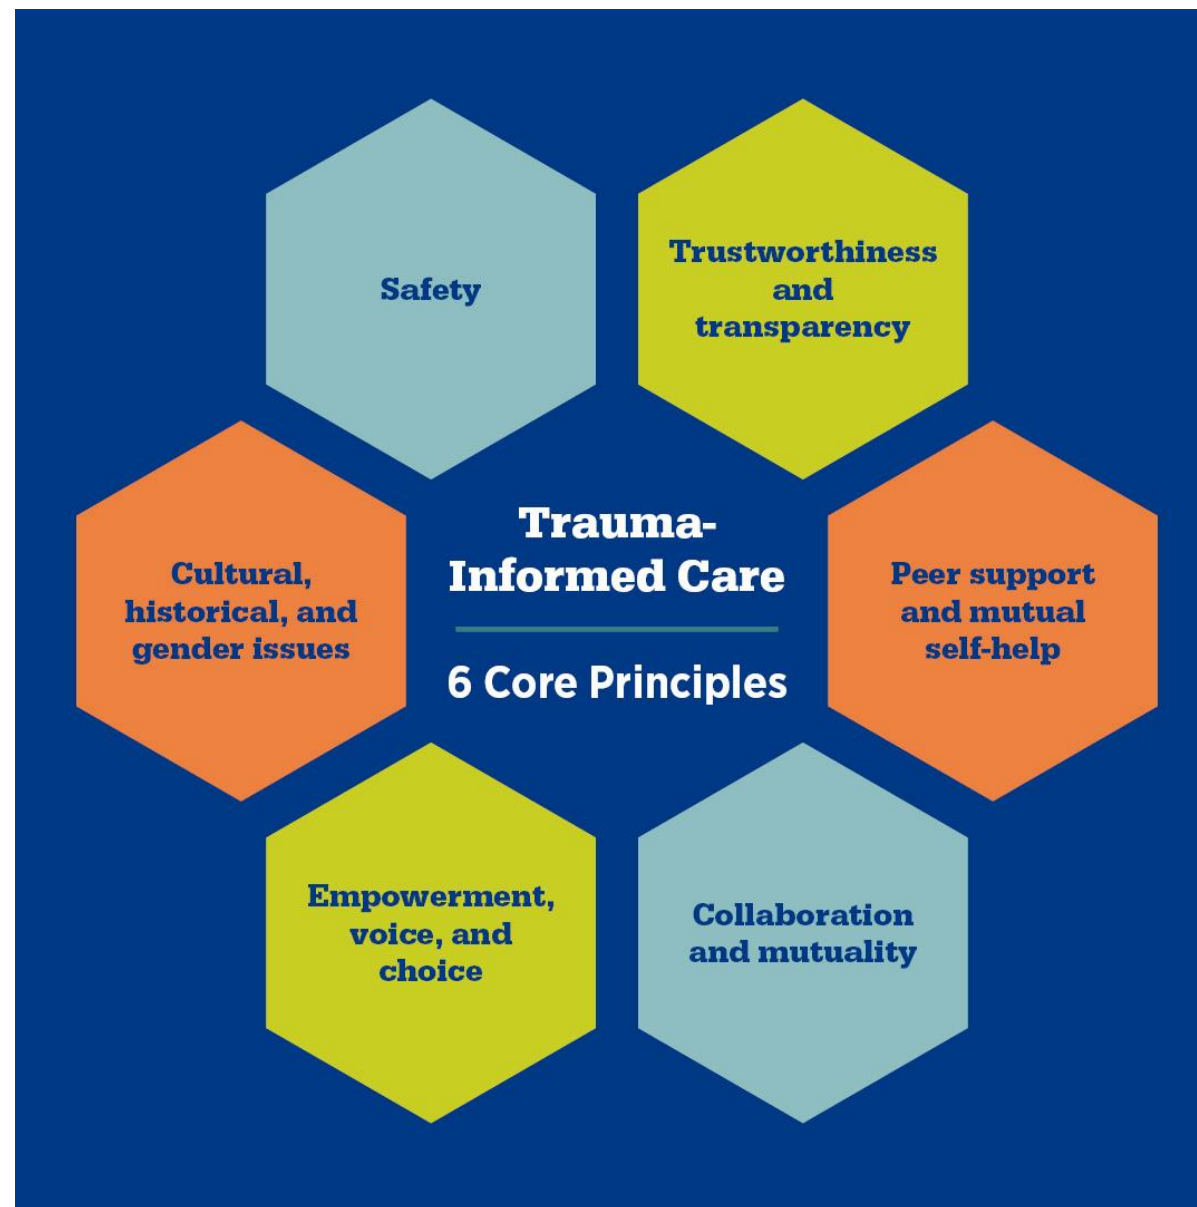 Safety
Trustworthiness
and
transparency
Cultural,
historical, and
gender issues
Trauma-
Informed Care
6 Core Principles
Peer support
and mutual
self-help
Empowerment,
voice, and
choice
Collaboration
and mutuality